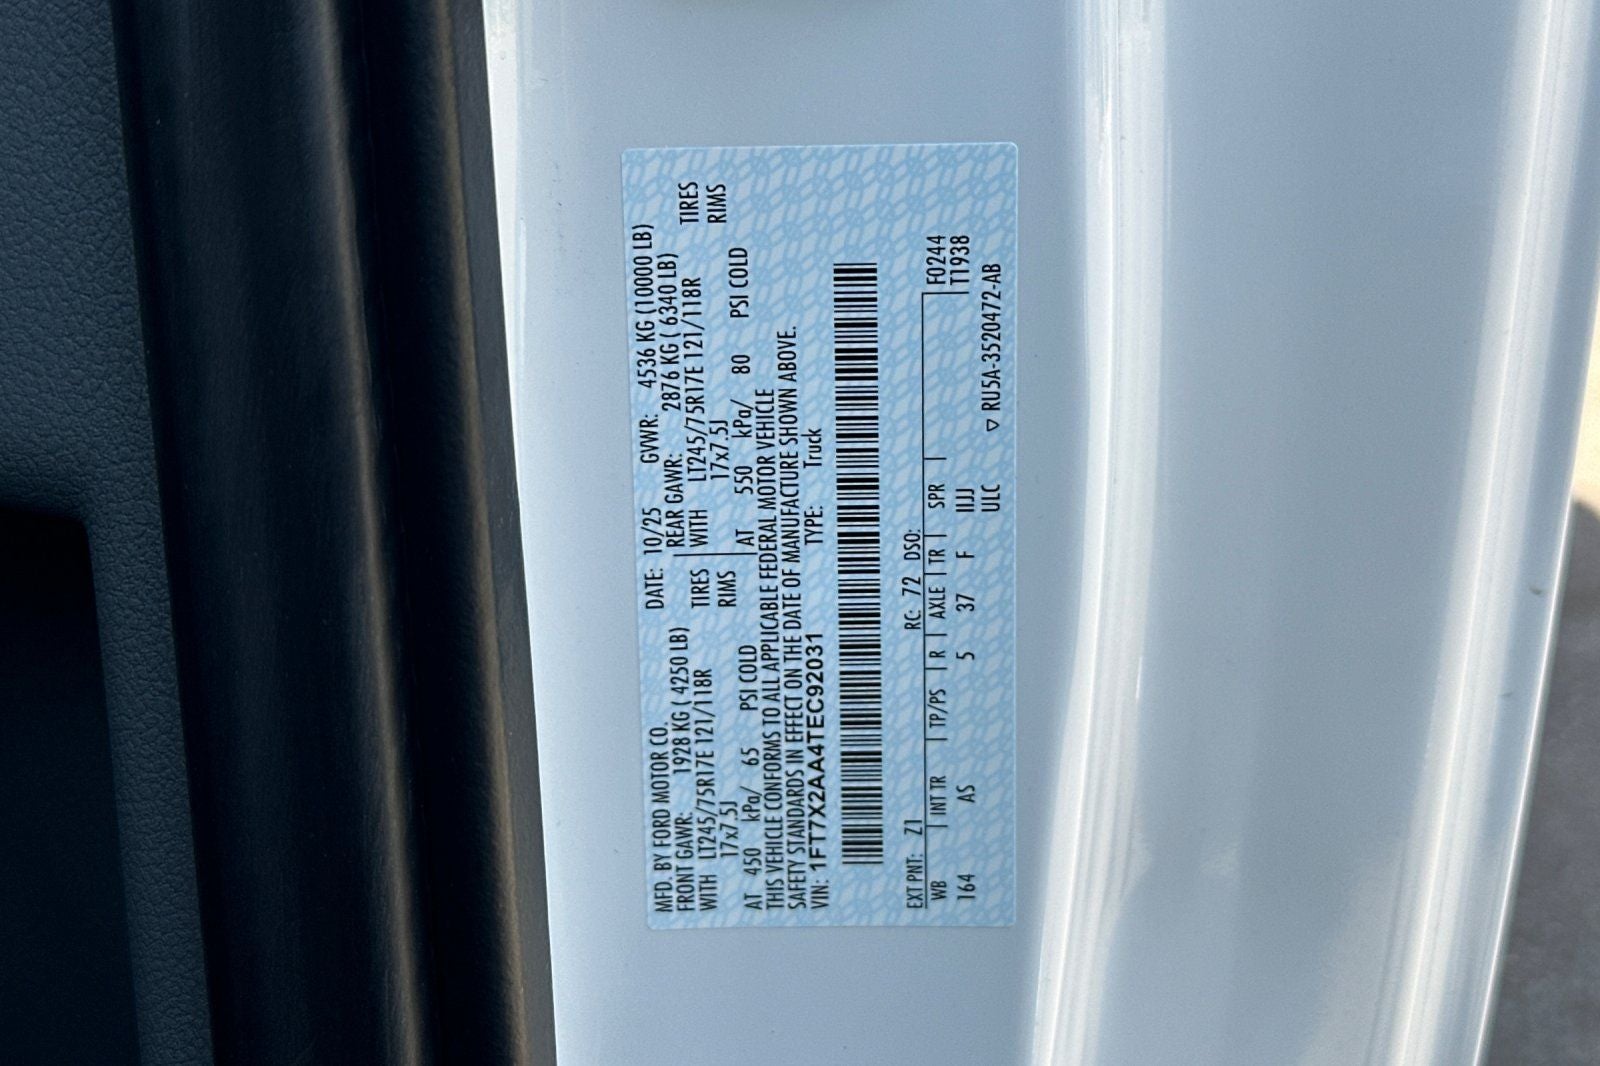 MFD. BY FORD MOTOR CO. DATE: 10/25 GVWR: 4536 KG (10000 LB)
FRONT GAWR: 1928 KG ( 4250 LB) REAR GAWR: 2876 KG ( 6340 LB)
WITH LT245/75R17E 121/118R TIRES WITH LT245/75R17E 121/118R TIRES
17x7.5J RIMS 17x7.5J RIMS
AT 450 kPa/ 65 PSI COLD AT 550 kPa/ 80 PSI COLD
THIS VEHICLE CONFORMS TO ALL APPLICABLE FEDERAL MOTOR VEHICLE
SAFETY STANDARDS IN EFFECT ON THE DATE OF MANUFACTURE SHOWN ABOVE.
VIN: 1FT7X2AA4TEC92031 TYPE: Truck
EXT PNT: Z1 RC: 72 DSO:
WB | INT TR | TP/PS | R | AXLE | TR | SPR | F0244
164 AS 5 37 F IIJJ T1938
ULC ▽ RU5A-3520472-AB